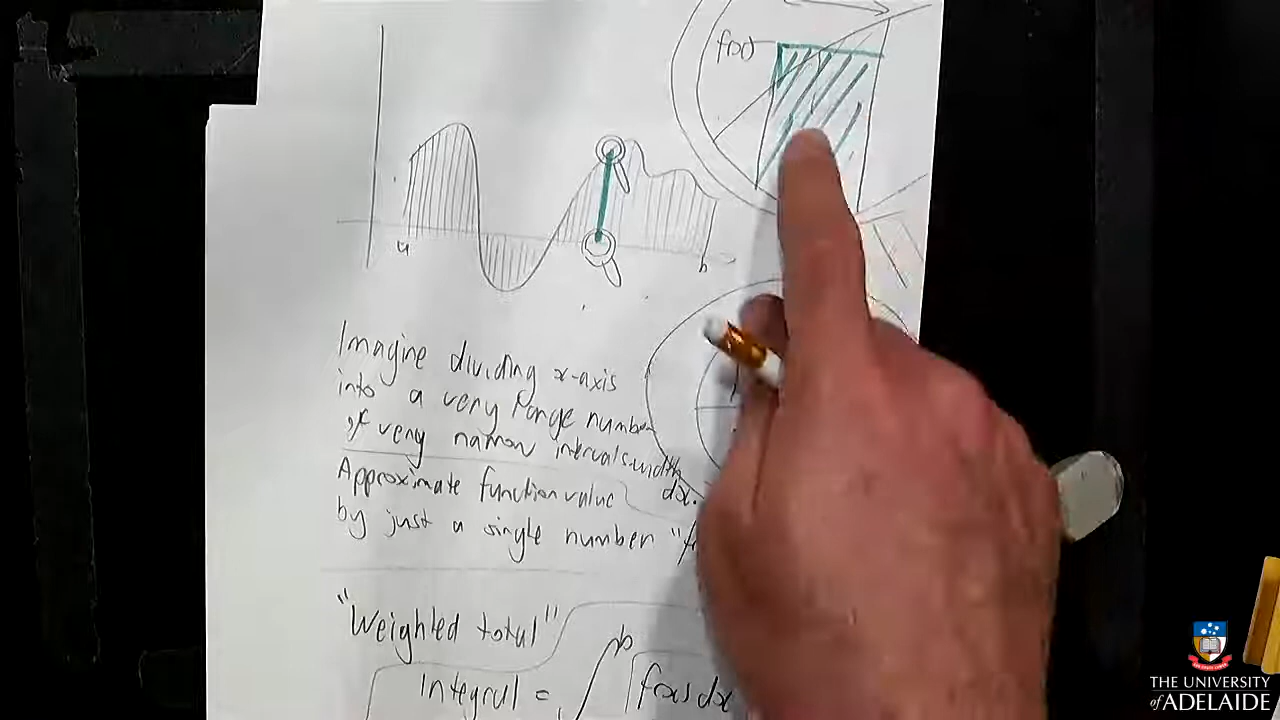 f(x)
a
b
Imagine dividing x-axis
into a very large number
of very narrow intervals width
dx.
Approximate function value
by just a single number "f
"Weighted total"
b
Integral = ∫ f(x) dx
THE UNIVERSITY
of ADELAIDE